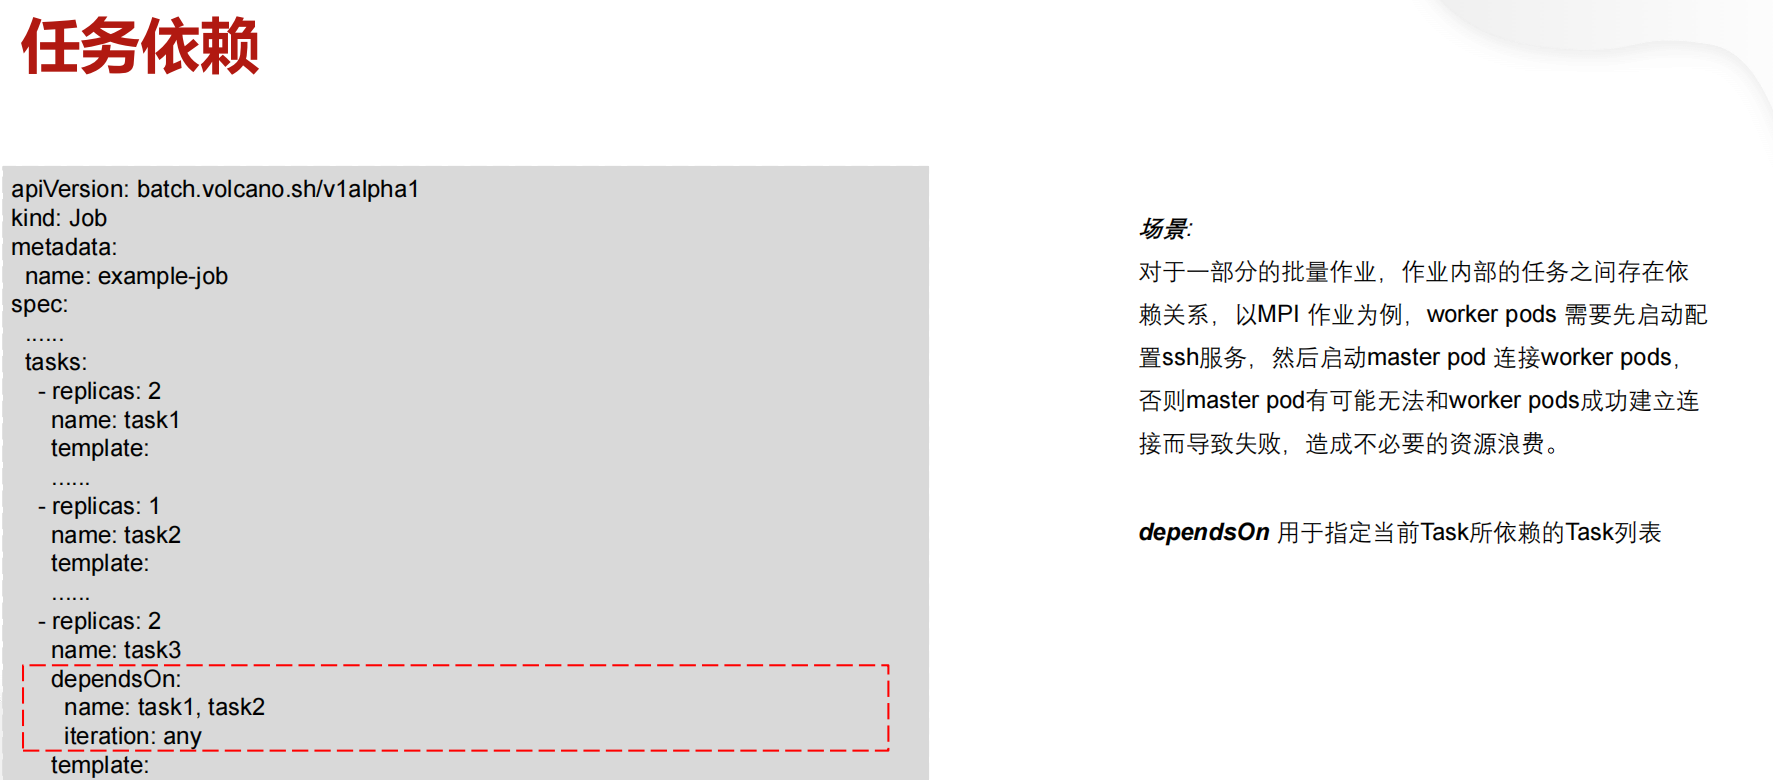 任务依赖
apiVersion: batch.volcano.sh/v1alpha1
kind: Job
metadata:
  name: example-job
spec:
  ......
  tasks:
    - replicas: 2
      name: task1
      template:
      ......
    - replicas: 1
      name: task2
      template:
      ......
    - replicas: 2
      name: task3
      dependsOn:
        name: task1, task2
        iteration: any
      template:
场景:
对于一部分的批量作业，作业内部的任务之间存在依
赖关系，以MPI 作业为例，worker pods 需要先启动配
置ssh服务，然后启动master pod 连接worker pods，
否则master pod有可能无法和worker pods成功建立连
接而导致失败，造成不必要的资源浪费。
dependsOn 用于指定当前Task所依赖的Task列表